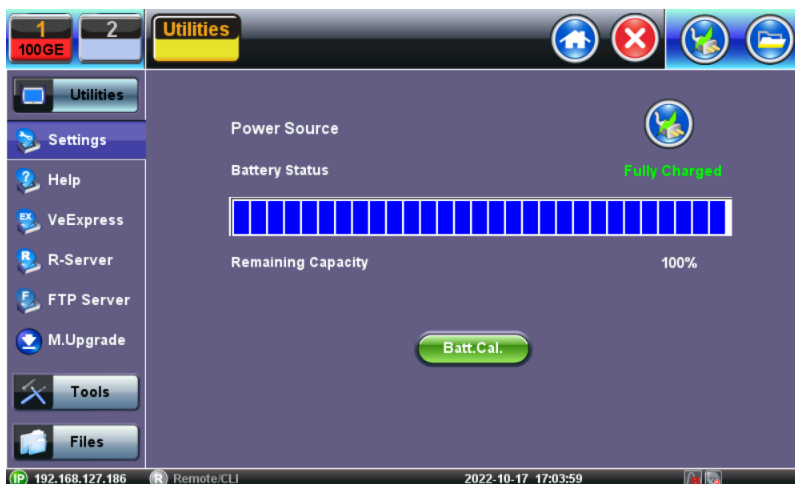 1
100GE
2
Utilities
Utilities
Settings
Help
VeExpress
R-Server
FTP Server
M.Upgrade
Tools
Files
Power Source
Battery Status
Fully Charged
Remaining Capacity
100%
Batt.Cal.
IP 192.168.127.186
R Remote/CLI
2022-10-17 17:03:59